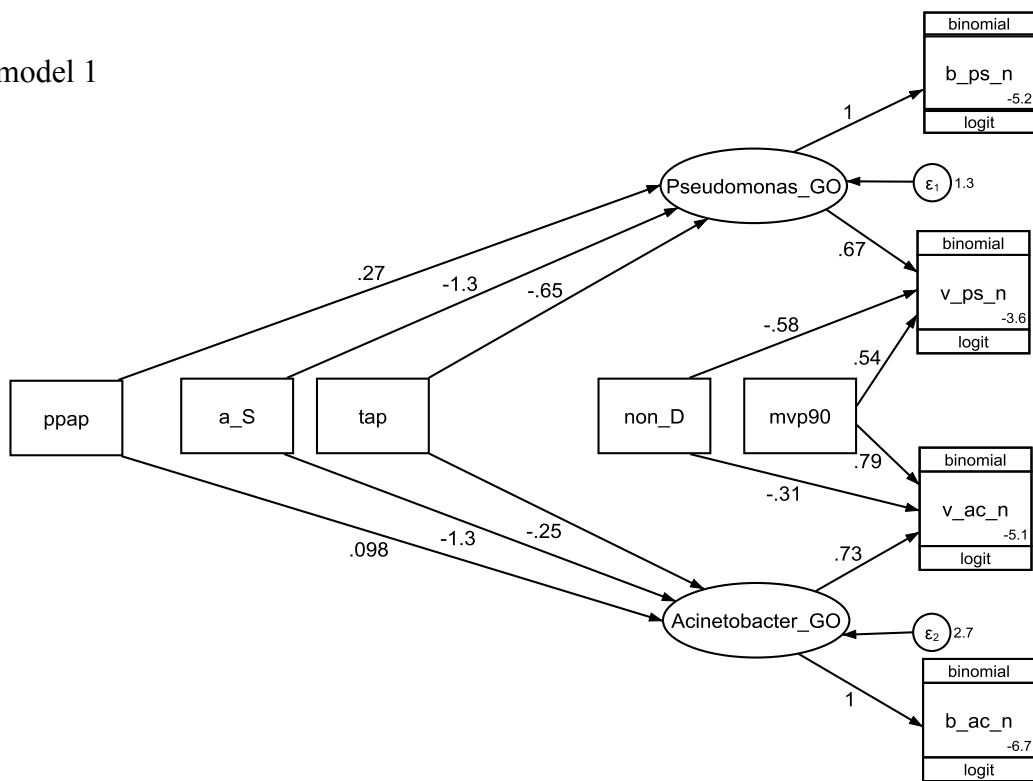 model 1
binomial
b_ps_n
-5.2
logit
1
Pseudomonas_GO
ε1
1.3
.67
binomial
v_ps_n
-3.6
logit
.27
-1.3
-.65
-.58
.54
ppap
a_S
tap
non_D
mvp90
.79
-.31
binomial
v_ac_n
-5.1
logit
.098
-1.3
-.25
.73
Acinetobacter_GO
ε2
2.7
1
binomial
b_ac_n
-6.7
logit